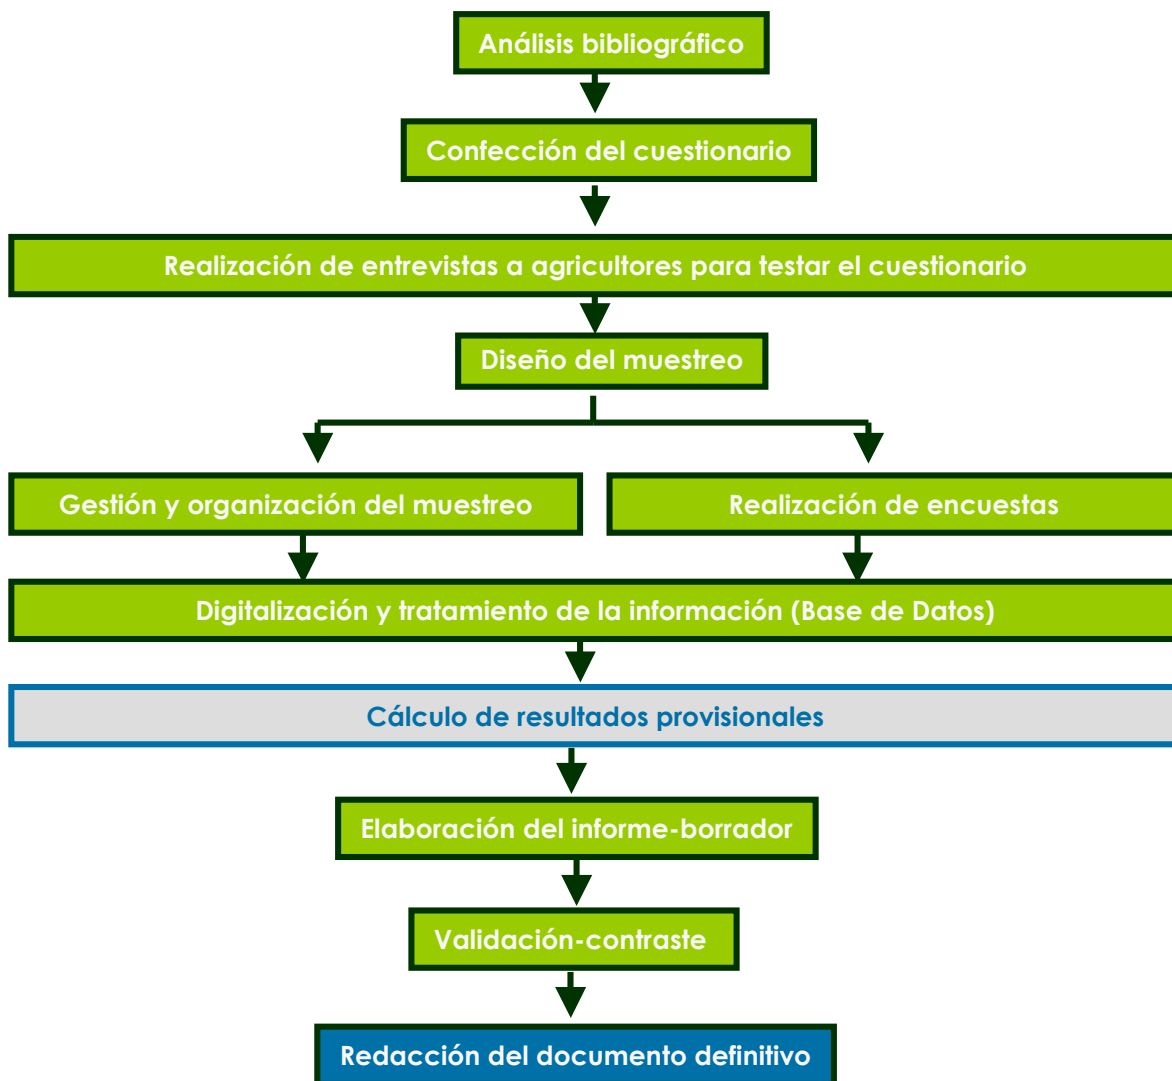 Análisis bibliográfico
Confección del cuestionario
Realización de entrevistas a agricultores para testar el cuestionario
Diseño del muestreo
Gestión y organización del muestreo
Realización de encuestas
Digitalización y tratamiento de la información (Base de Datos)
Cálculo de resultados provisionales
Elaboración del informe-borrador
Validación-contraste
Redacción del documento definitivo